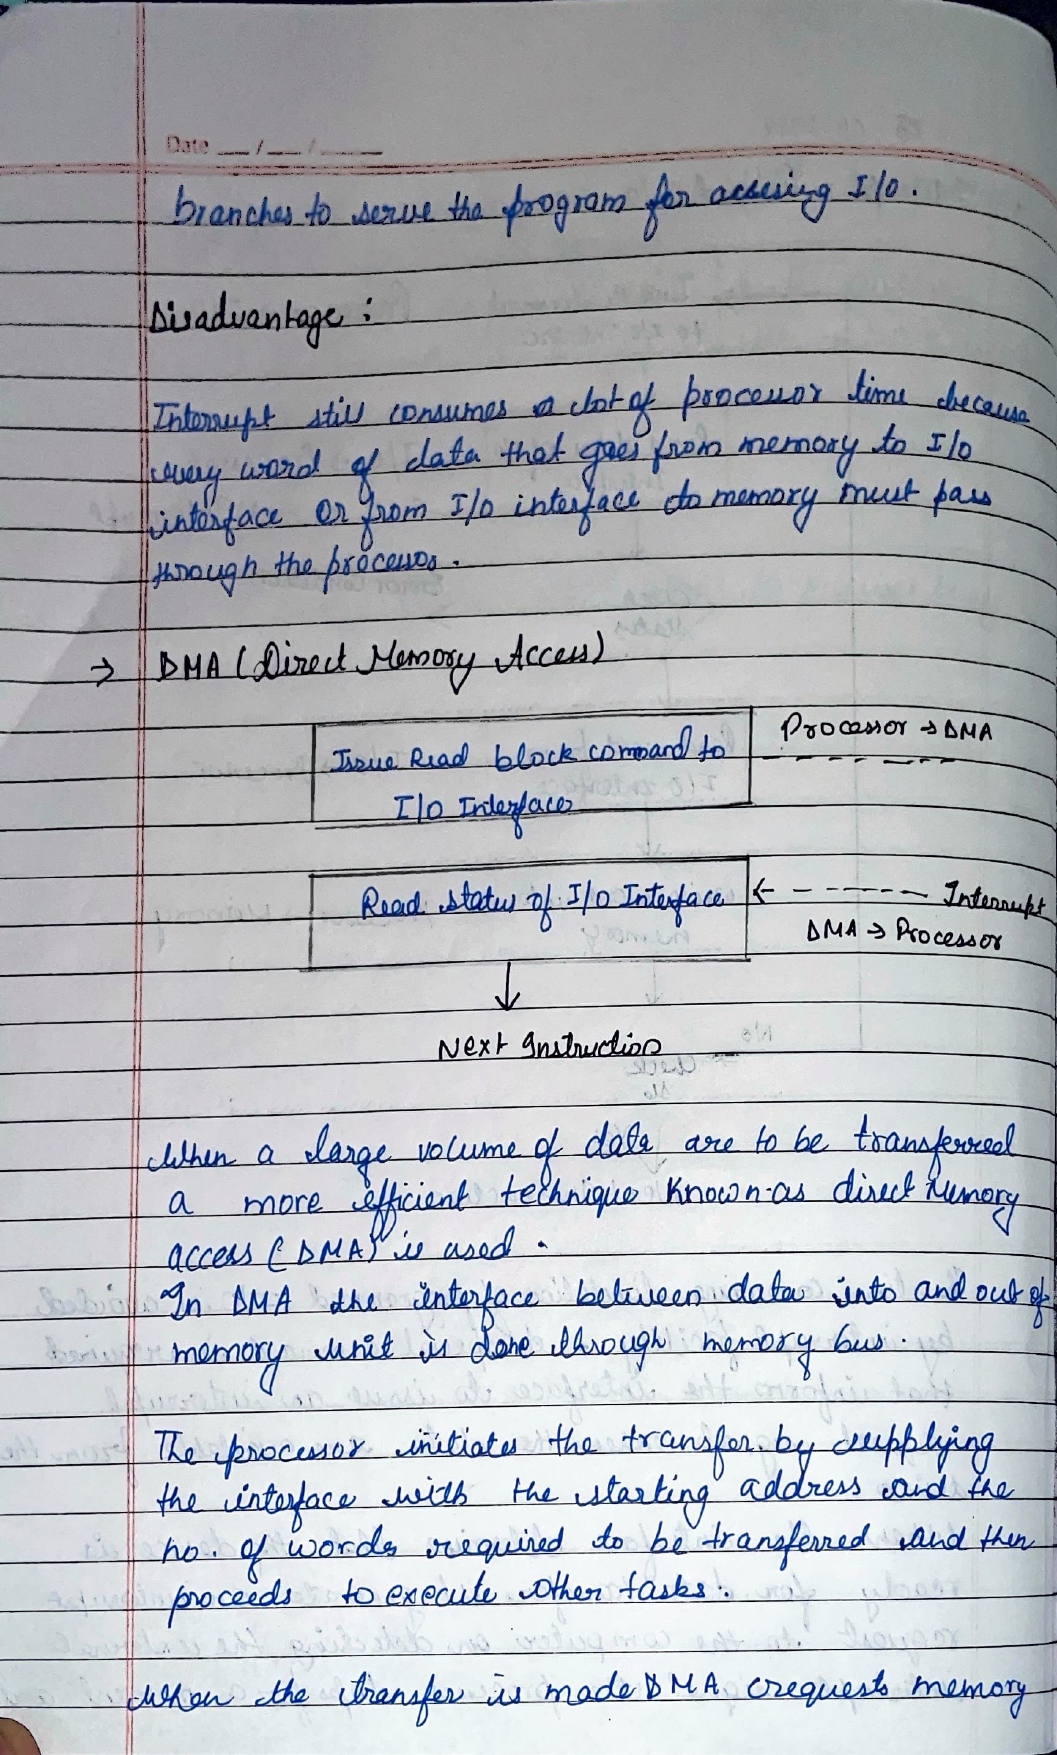 Date __/__/____
branches to serve the program for accesing I/O.
Disadvantage :
Interrupt still consumes a lot of processor time because
every word of data that goes from memory to I/O
interface or from I/O interface to memory must pass
through the processor.
→ DMA (Direct Memory Access)
Issue Read block command to
I/O Interface
Processor → DMA
Read status of I/O Interface
← - - - - - - Interrupt
DMA → Processor
↓
Next Instruction
When a large volume of data are to be transferred
a more efficient technique known-as direct memory
access (DMA) is used.
In DMA the interface between data into and out of
memory unit is done through memory bus.
The processor initiates the transfer by supplying
the interface with the starting address and the
no. of words required to be transferred and then
proceeds to execute other tasks.
When the transfer is made DMA requests memory